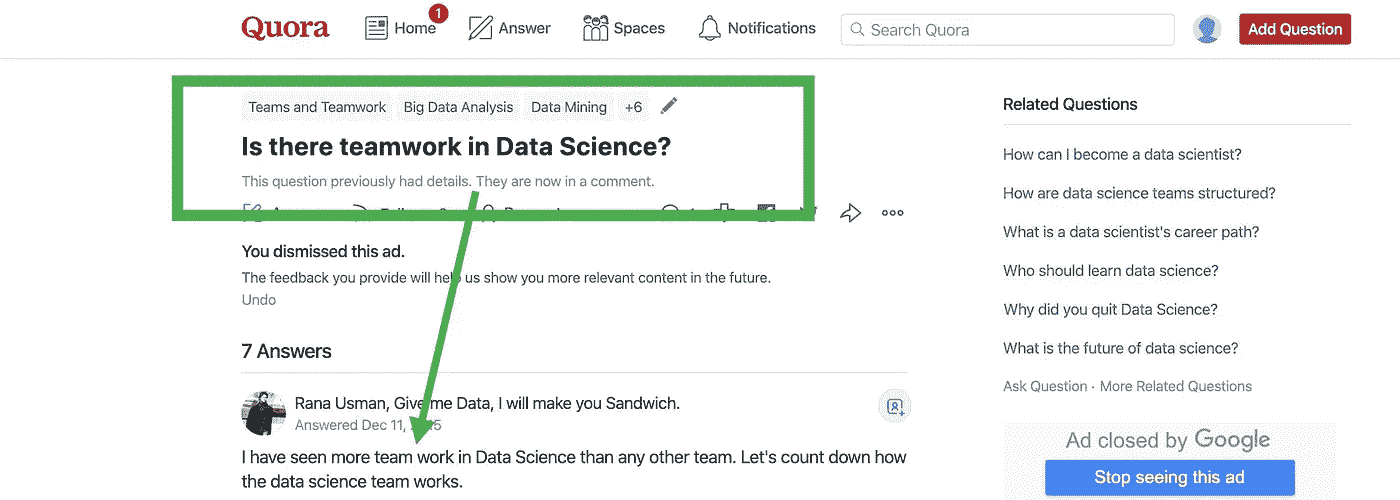 Quora
Home
1
Answer
Spaces
Notifications
Search Quora
Add Question
Teams and Teamwork
Big Data Analysis
Data Mining
+6
Is there teamwork in Data Science?
This question previously had details. They are now in a comment.
You dismissed this ad.
The feedback you provide will help us show you more relevant content in the future.
Undo
7 Answers
Rana Usman, Give me Data, I will make you Sandwich.
Answered Dec 11,
I have seen more team work in Data Science than any other team. Let's count down how
the data science team works.
Related Questions
How can I become a data scientist?
How are data science teams structured?
What is a data scientist's career path?
Who should learn data science?
Why did you quit Data Science?
What is the future of data science?
Ask Question · More Related Questions
Ad closed by Google
Stop seeing this ad